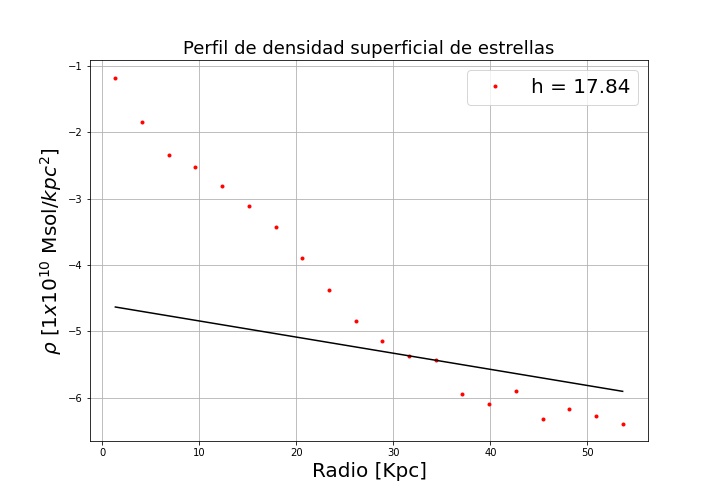 Perfil de densidad superficial de estrellas
h = 17.84
ρ [1x10¹⁰ Msol/kpc²]
−1
−2
−3
−4
−5
−6
0 10 20 30 40 50
Radio [Kpc]